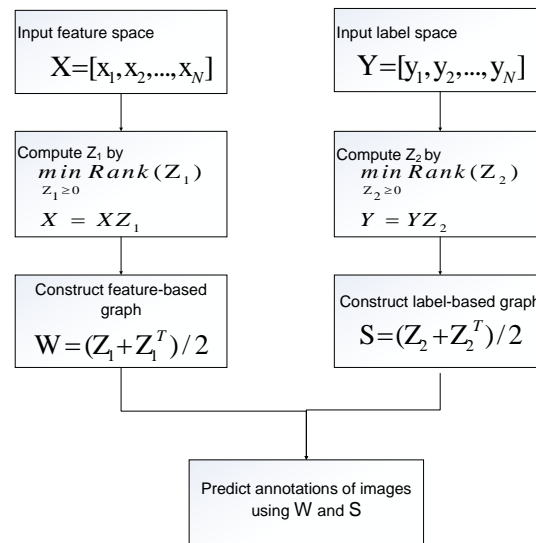 Input feature space
X=[x₁,x₂,...,x_N]
Compute Z₁ by
min Rank(Z₁)
Z₁≥0
X = XZ₁
Construct feature-based
graph
W=(Z₁+Z₁ᵀ)/2
Input label space
Y=[y₁,y₂,...,y_N]
Compute Z₂ by
min Rank(Z₂)
Z₂≥0
Y = YZ₂
Construct label-based graph
S=(Z₂+Z₂ᵀ)/2
Predict annotations of images
using W and S